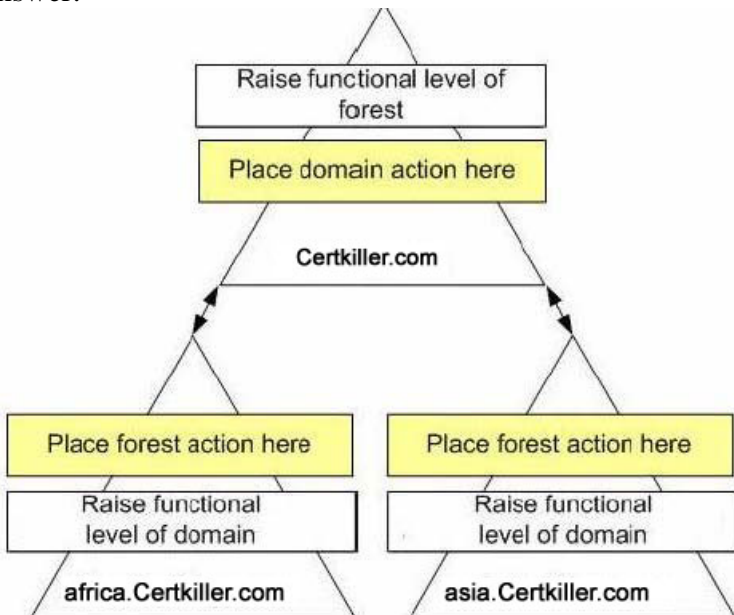 Raise functional level of
forest
Place domain action here
Certkiller.com
Place forest action here
Place forest action here
Raise functional
level of domain
Raise functional
level of domain
africa.Certkiller.com
asia.Certkiller.com